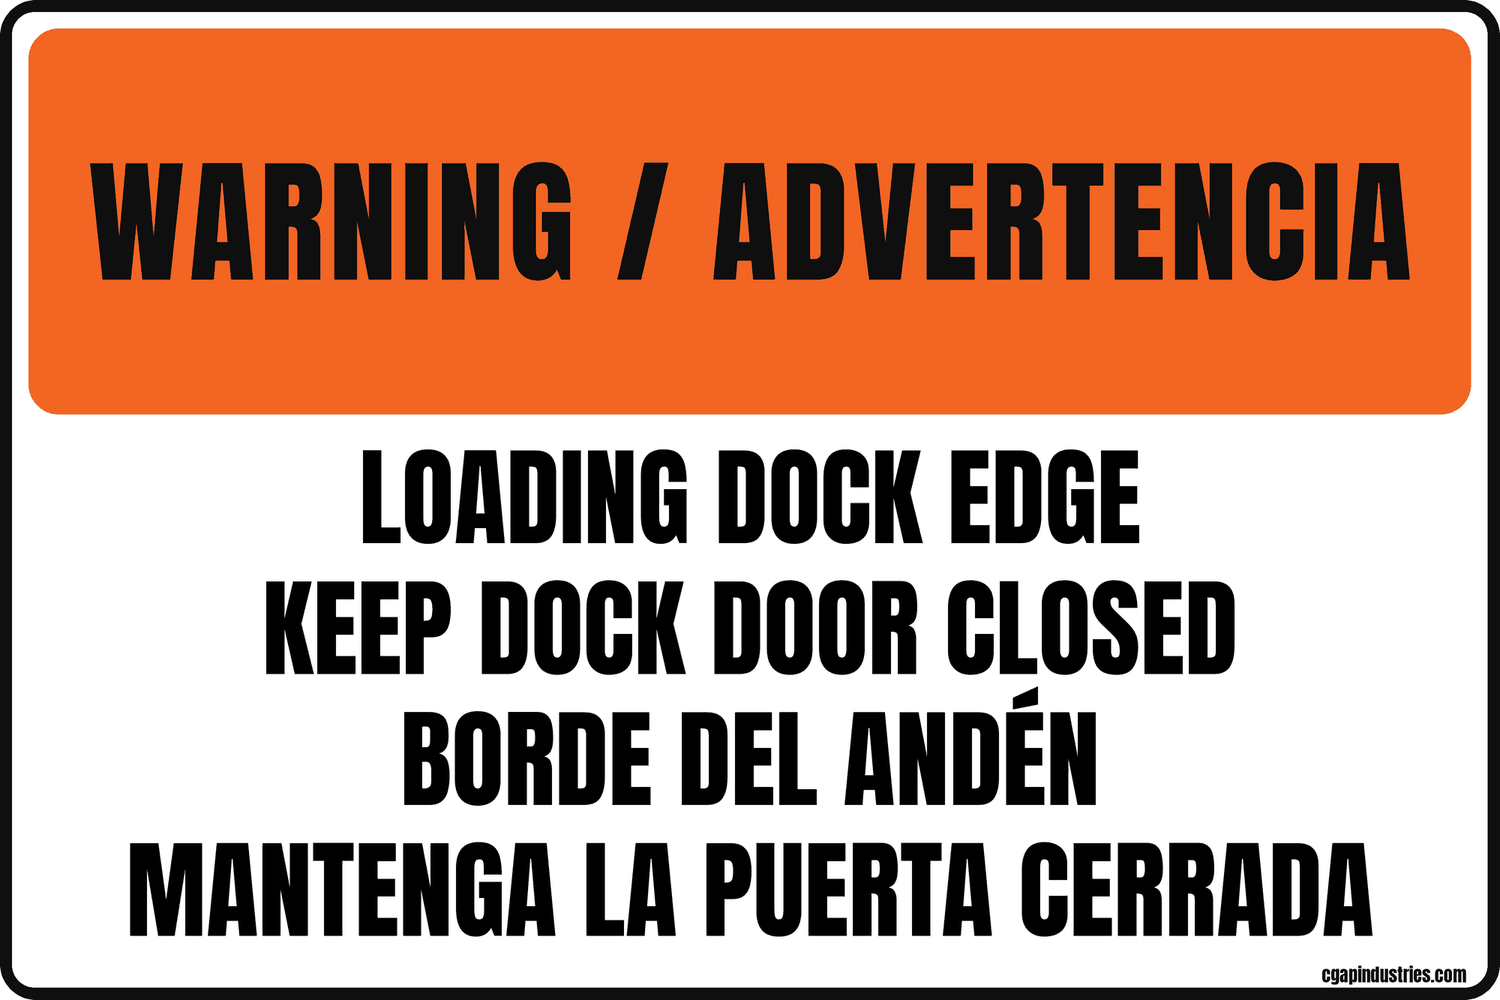 WARNING / ADVERTENCIA
LOADING DOCK EDGE
KEEP DOCK DOOR CLOSED
BORDE DEL ANDÉN
MANTENGA LA PUERTA CERRADA
cgapindustries.com